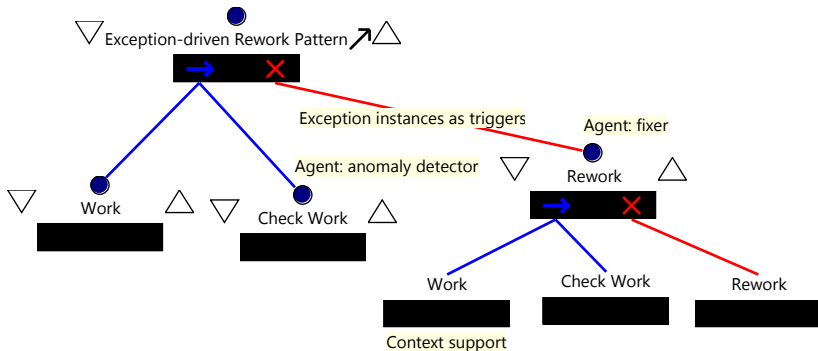 Exception-driven Rework Pattern
Exception instances as triggers
Agent: fixer
Agent: anomaly detector
Rework
Work
Check Work
Work
Check Work
Rework
Context support